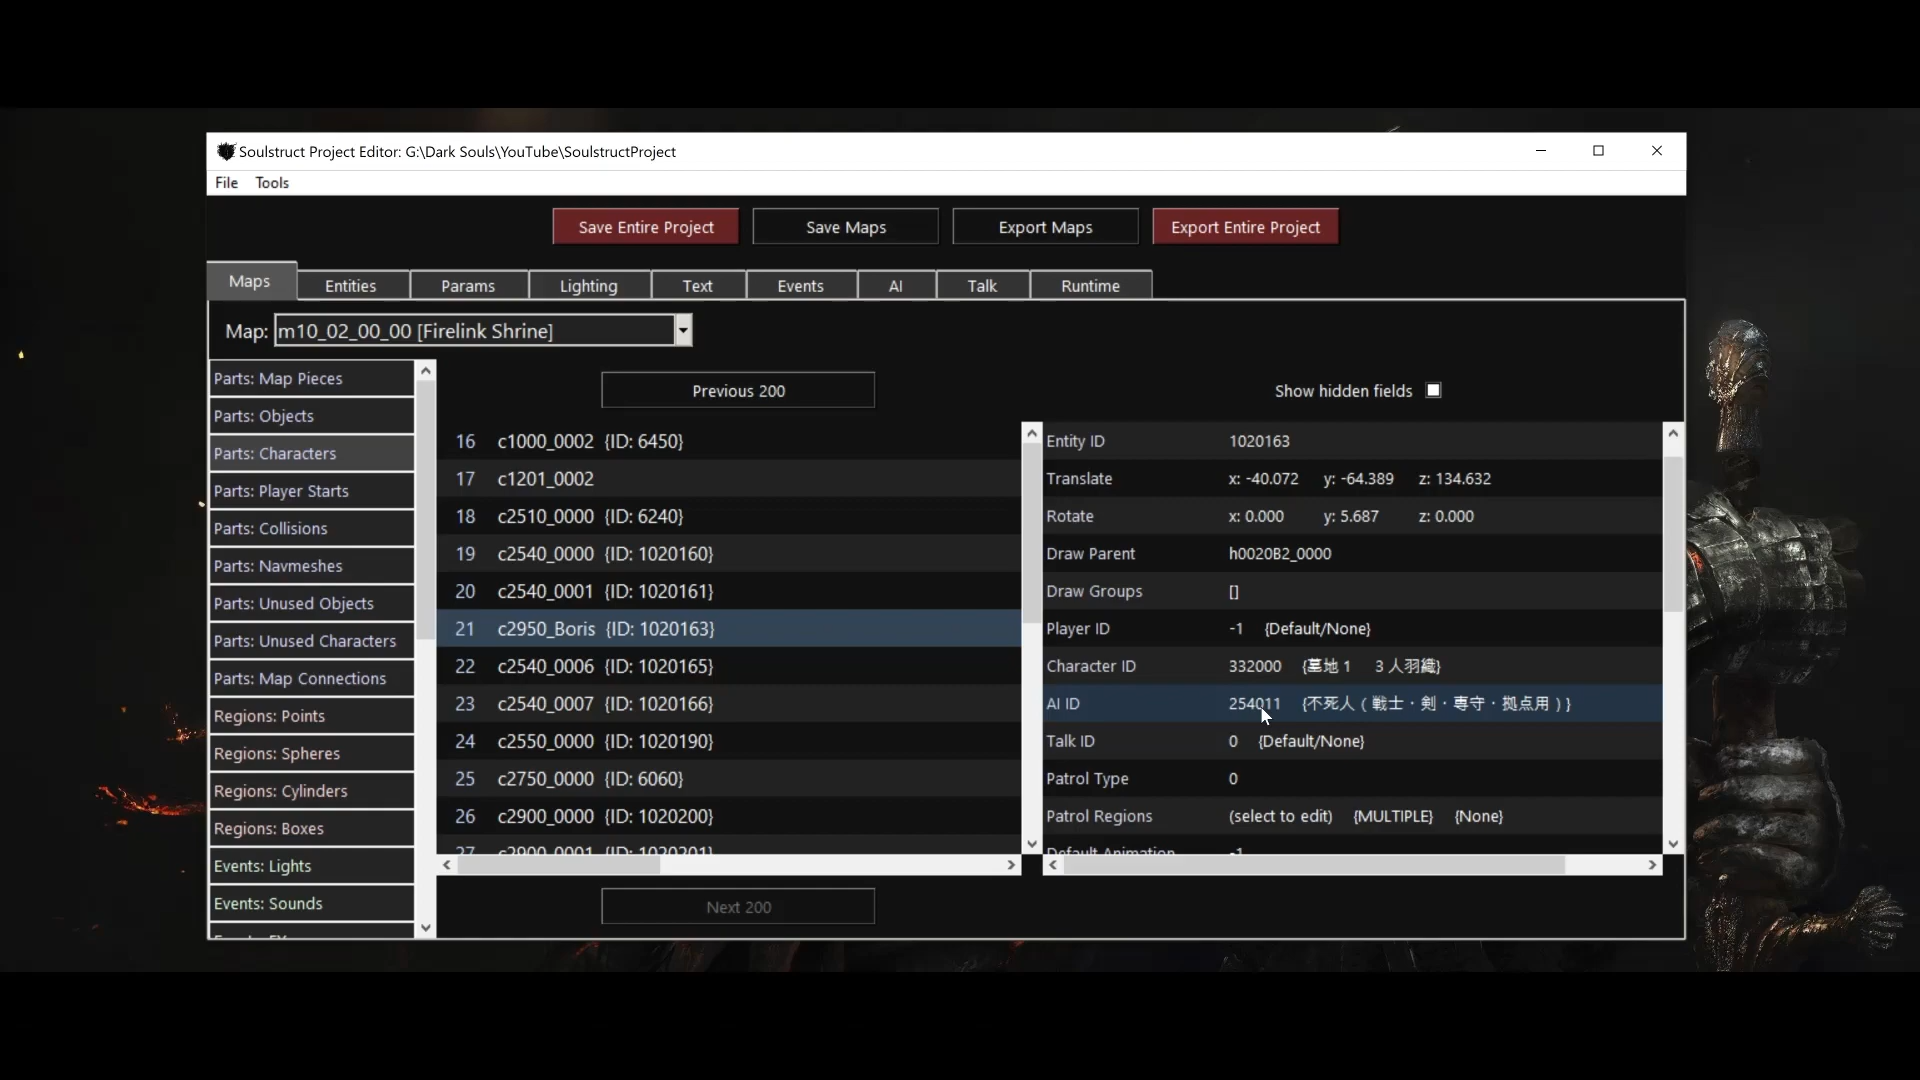 Soulstruct Project Editor: G:\Dark Souls\YouTube\SoulstructProject
File Tools
Save Entire Project Save Maps Export Maps Export Entire Project
Maps Entities Params Lighting Text Events AI Talk Runtime
Map: m10_02_00_00 [Firelink Shrine]
Parts: Map Pieces
Parts: Objects
Parts: Characters
Parts: Player Starts
Parts: Collisions
Parts: Navmeshes
Parts: Unused Objects
Parts: Unused Characters
Parts: Map Connections
Regions: Points
Regions: Spheres
Regions: Cylinders
Regions: Boxes
Events: Lights
Events: Sounds
Previous 200
16 c1000_0002 {ID: 6450}
17 c1201_0002
18 c2510_0000 {ID: 6240}
19 c2540_0000 {ID: 1020160}
20 c2540_0001 {ID: 1020161}
21 c2950_Boris {ID: 1020163}
22 c2540_0006 {ID: 1020165}
23 c2540_0007 {ID: 1020166}
24 c2550_0000 {ID: 1020190}
25 c2750_0000 {ID: 6060}
26 c2900_0000 {ID: 1020200}
27 c2900_0001 {ID: 1020201}
Next 200
Show hidden fields
Entity ID 1020163
Translate x: -40.072 y: -64.389 z: 134.632
Rotate x: 0.000 y: 5.687 z: 0.000
Draw Parent h0020B2_0000
Draw Groups []
Player ID -1 {Default/None}
Character ID 332000 {墓地1 3人羽織}
AI ID 254011 {不死人(戦士・剣・専守・拠点用)}
Talk ID 0 {Default/None}
Patrol Type 0
Patrol Regions (select to edit) {MULTIPLE} {None}
Default Animation -1